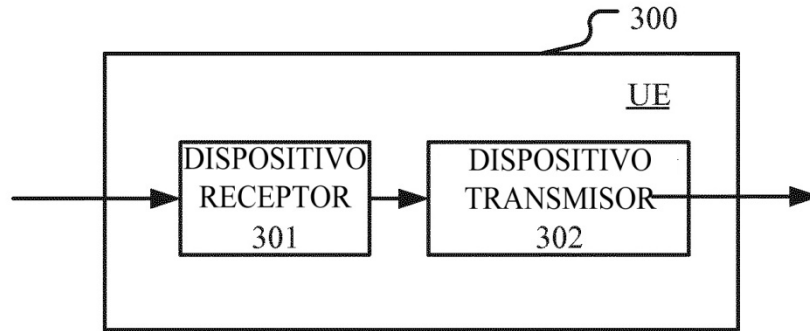 300
UE
DISPOSITIVO
RECEPTOR
301
DISPOSITIVO
TRANSMISOR
302